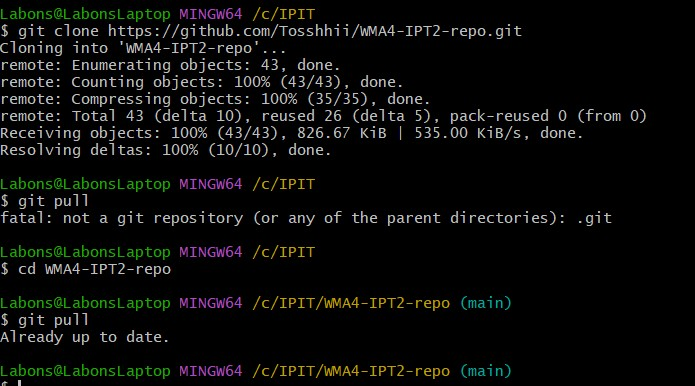 Labons@LabonsLaptop MINGW64 /c/IPIT
$ git clone https://github.com/Tosshhii/WMA4-IPT2-repo.git
Cloning into 'WMA4-IPT2-repo'...
remote: Enumerating objects: 43, done.
remote: Counting objects: 100% (43/43), done.
remote: Compressing objects: 100% (35/35), done.
remote: Total 43 (delta 10), reused 26 (delta 5), pack-reused 0 (from 0)
Receiving objects: 100% (43/43), 826.67 KiB | 535.00 KiB/s, done.
Resolving deltas: 100% (10/10), done.
Labons@LabonsLaptop MINGW64 /c/IPIT
$ git pull
fatal: not a git repository (or any of the parent directories): .git
Labons@LabonsLaptop MINGW64 /c/IPIT
$ cd WMA4-IPT2-repo
Labons@LabonsLaptop MINGW64 /c/IPIT/WMA4-IPT2-repo (main)
$ git pull
Already up to date.
Labons@LabonsLaptop MINGW64 /c/IPIT/WMA4-IPT2-repo (main)
$